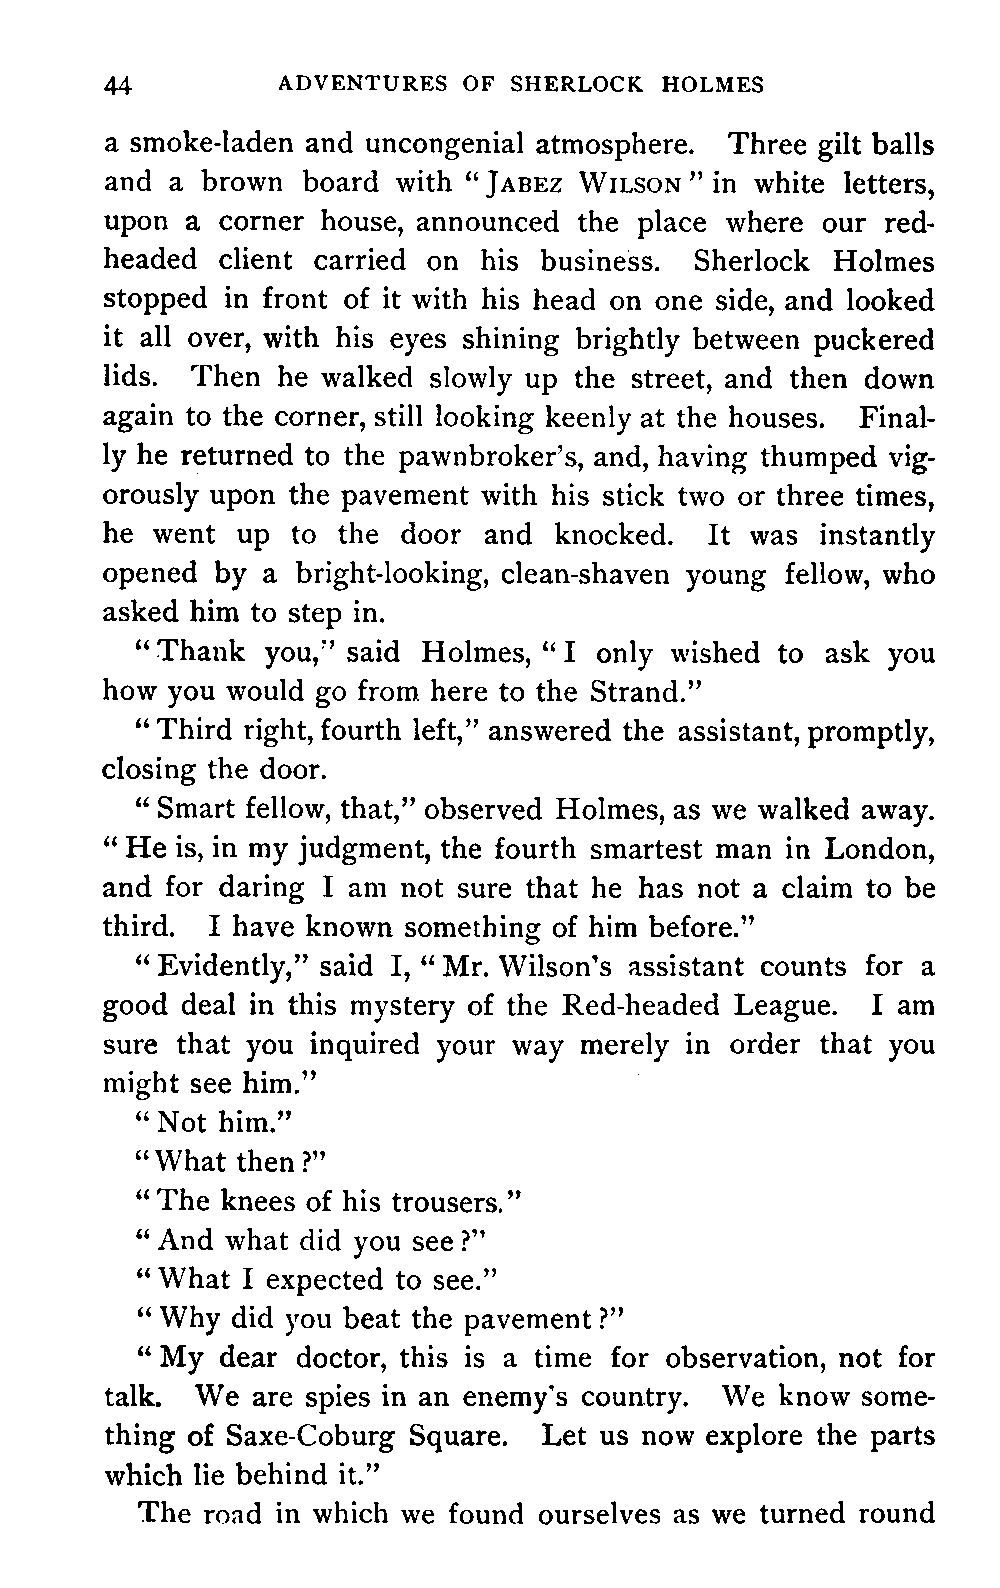 44 ADVENTURES OF SHERLOCK HOLMES
a smoke-laden and uncongenial atmosphere. Three gilt balls
and a brown board with “JABEZ WILSON” in white letters,
upon a corner house, announced the place where our red-
headed client carried on his business. Sherlock Holmes
stopped in front of it with his head on one side, and looked
it all over, with his eyes shining brightly between puckered
lids. Then he walked slowly up the street, and then down
again to the corner, still looking keenly at the houses. Final-
ly he returned to the pawnbroker's, and, having thumped vig-
orously upon the pavement with his stick two or three times,
he went up to the door and knocked. It was instantly
opened by a bright-looking, clean-shaven young fellow, who
asked him to step in.
“Thank you,” said Holmes, “I only wished to ask you
how you would go from here to the Strand.”
“Third right, fourth left,” answered the assistant, promptly,
closing the door.
“Smart fellow, that,” observed Holmes, as we walked away.
“He is, in my judgment, the fourth smartest man in London,
and for daring I am not sure that he has not a claim to be
third. I have known something of him before.”
“Evidently,” said I, “Mr. Wilson's assistant counts for a
good deal in this mystery of the Red-headed League. I am
sure that you inquired your way merely in order that you
might see him.”
“Not him.”
“What then?”
“The knees of his trousers.”
“And what did you see?”
“What I expected to see.”
“Why did you beat the pavement?”
“My dear doctor, this is a time for observation, not for
talk. We are spies in an enemy's country. We know some-
thing of Saxe-Coburg Square. Let us now explore the parts
which lie behind it.”
The road in which we found ourselves as we turned round